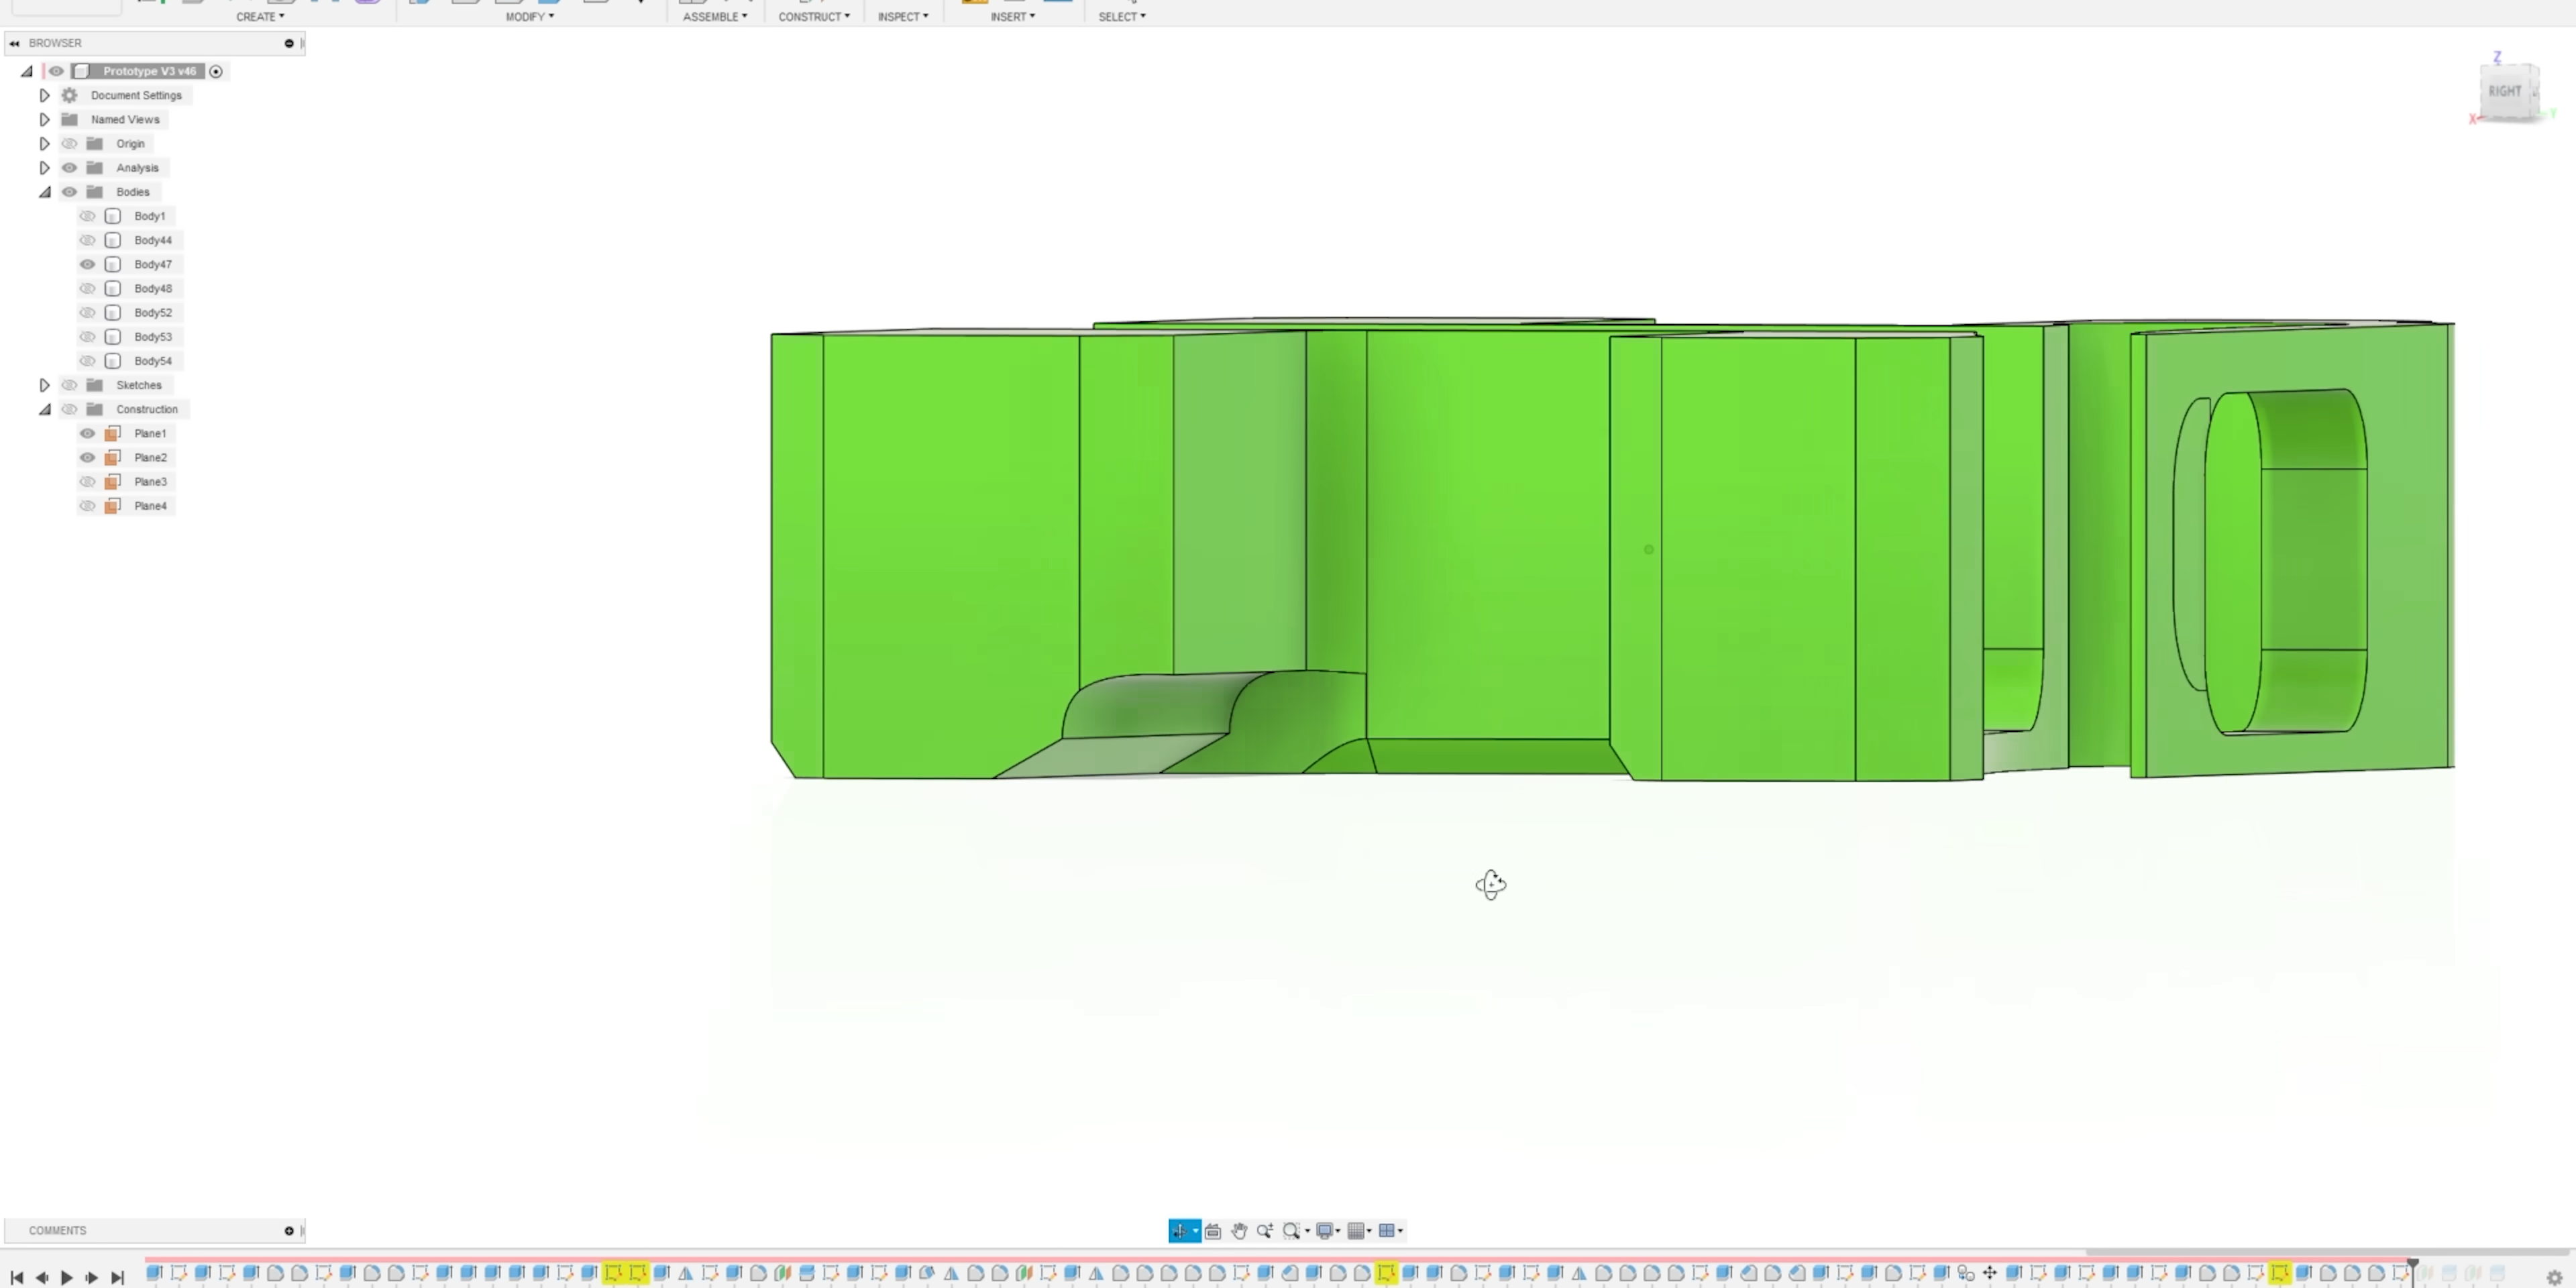 CREATE MODIFY ASSEMBLE CONSTRUCT INSPECT INSERT SELECT
BROWSER
Prototype V3 v46
Document Settings
Named Views
Origin
Analysis
Bodies
Body1
Body44
Body47
Body48
Body52
Body53
Body54
Sketches
Construction
Plane1
Plane2
Plane3
Plane4
Z
RIGHT
X
Y
COMMENTS